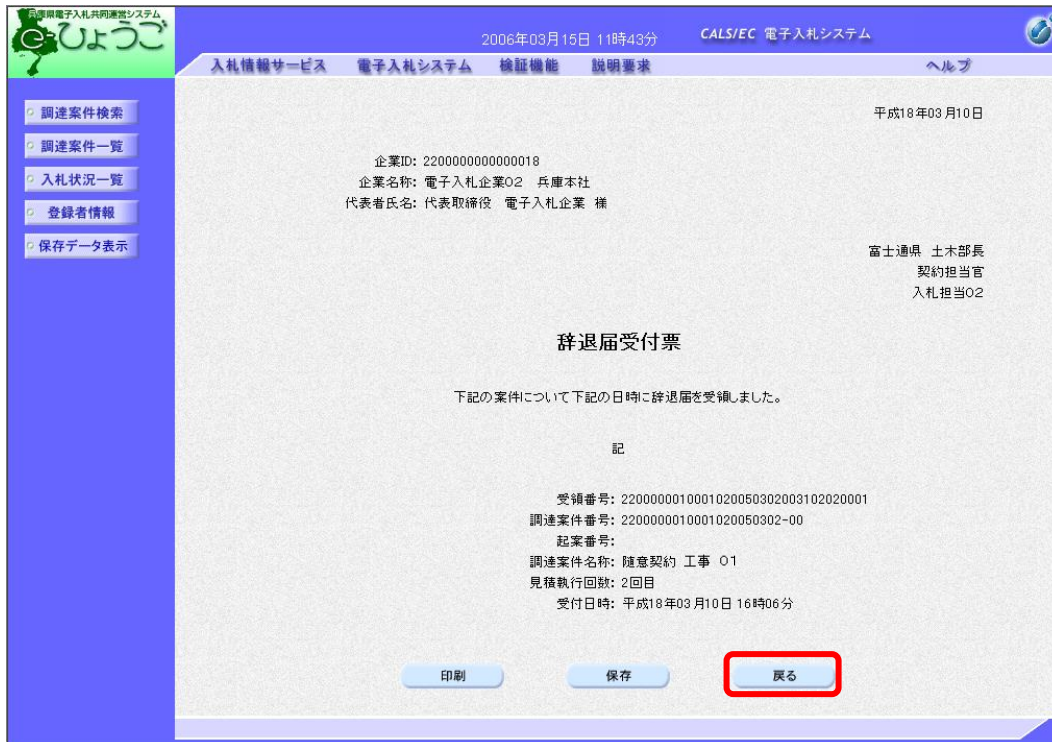 兵庫県電子入札共同運営システム
eひょうご
2006年03月15日 11時43分
CALS/EC 電子入札システム
入札情報サービス 電子入札システム 検証機能 説明要求 ヘルプ
調達案件検索
調達案件一覧
入札状況一覧
登録者情報
保存データ表示
平成18年03月10日
企業ID: 2200000000000018
企業名称: 電子入札企業02 兵庫本社
代表者氏名: 代表取締役 電子入札企業 様
富士通県 土木部長
契約担当官
入札担当02
辞退届受付票
下記の案件について下記の日時に辞退届を受領しました。
記
受領番号: 2200000010001020050302003102020001
調達案件番号: 2200000010001020050302-00
起案番号:
調達案件名称: 随意契約 工事 01
見積執行回数: 2回目
受付日時: 平成18年03月10日 16時06分
印刷 保存 戻る